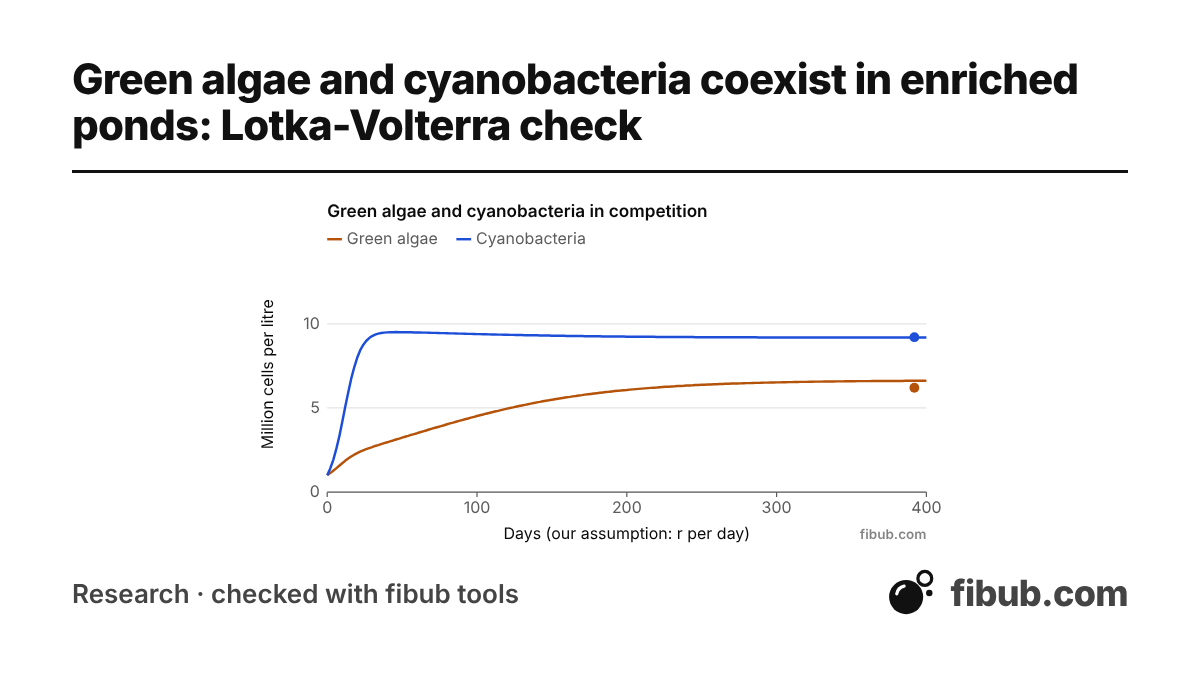 Green algae and cyanobacteria coexist in enriched
ponds: Lotka-Volterra check
Green algae and cyanobacteria in competition
Green algae
Cyanobacteria
Million cells per litre
10
5
0
0
100
200
300
400
Days (our assumption: r per day)
fibub.com
Research · checked with fibub tools
fibub.com